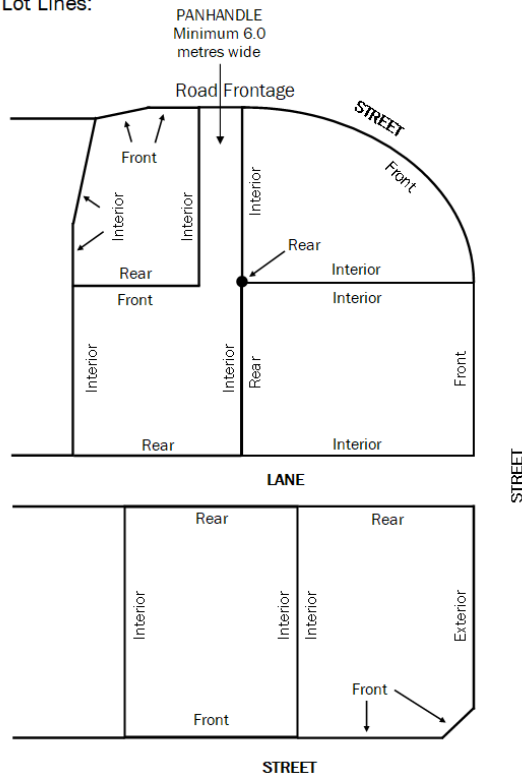 Lot Lines:
PANHANDLE
Minimum 6.0
metres wide
Road Frontage
STREET
Front
Front
Interior
Interior
Interior
Rear
Rear
Interior
Front
Interior
Interior
Interior
Rear
Front
Rear
Interior
LANE
STREET
Rear
Rear
Interior
Interior
Interior
Exterior
Front
Front
STREET